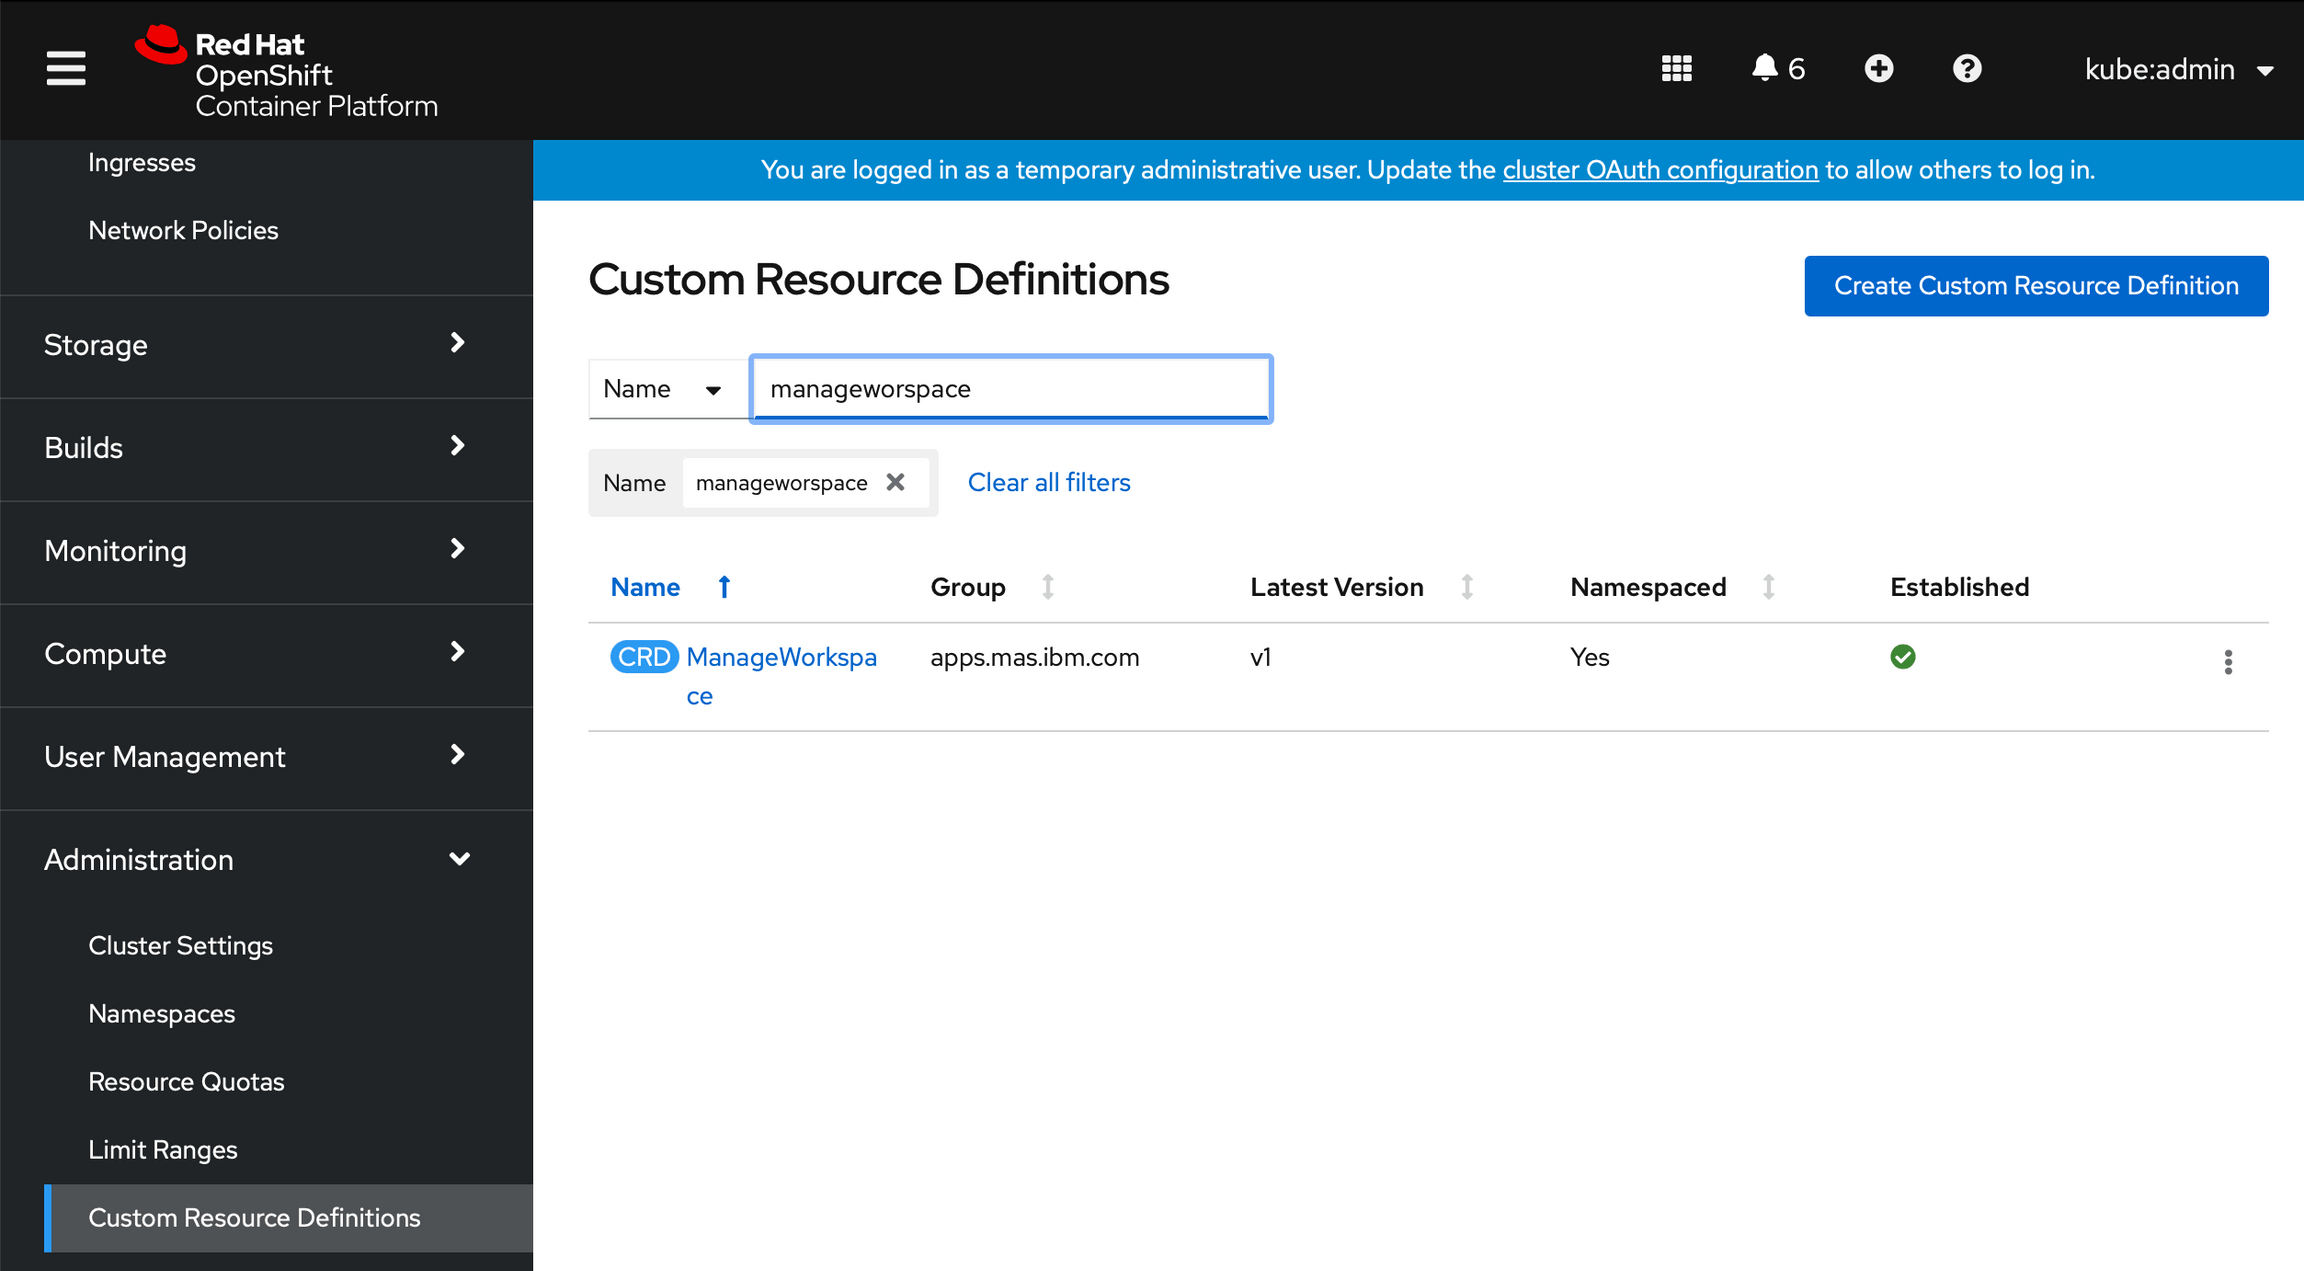 Red Hat
OpenShift
Container Platform
6
kube:admin
Ingresses
Network Policies
Storage
Builds
Monitoring
Compute
User Management
Administration
Cluster Settings
Namespaces
Resource Quotas
Limit Ranges
Custom Resource Definitions
You are logged in as a temporary administrative user. Update the cluster OAuth configuration to allow others to log in.
Custom Resource Definitions
Create Custom Resource Definition
Name manageworspace
Name manageworspace Clear all filters
Name Group Latest Version Namespaced Established
CRD ManageWorkspa apps.mas.ibm.com v1 Yes
ce